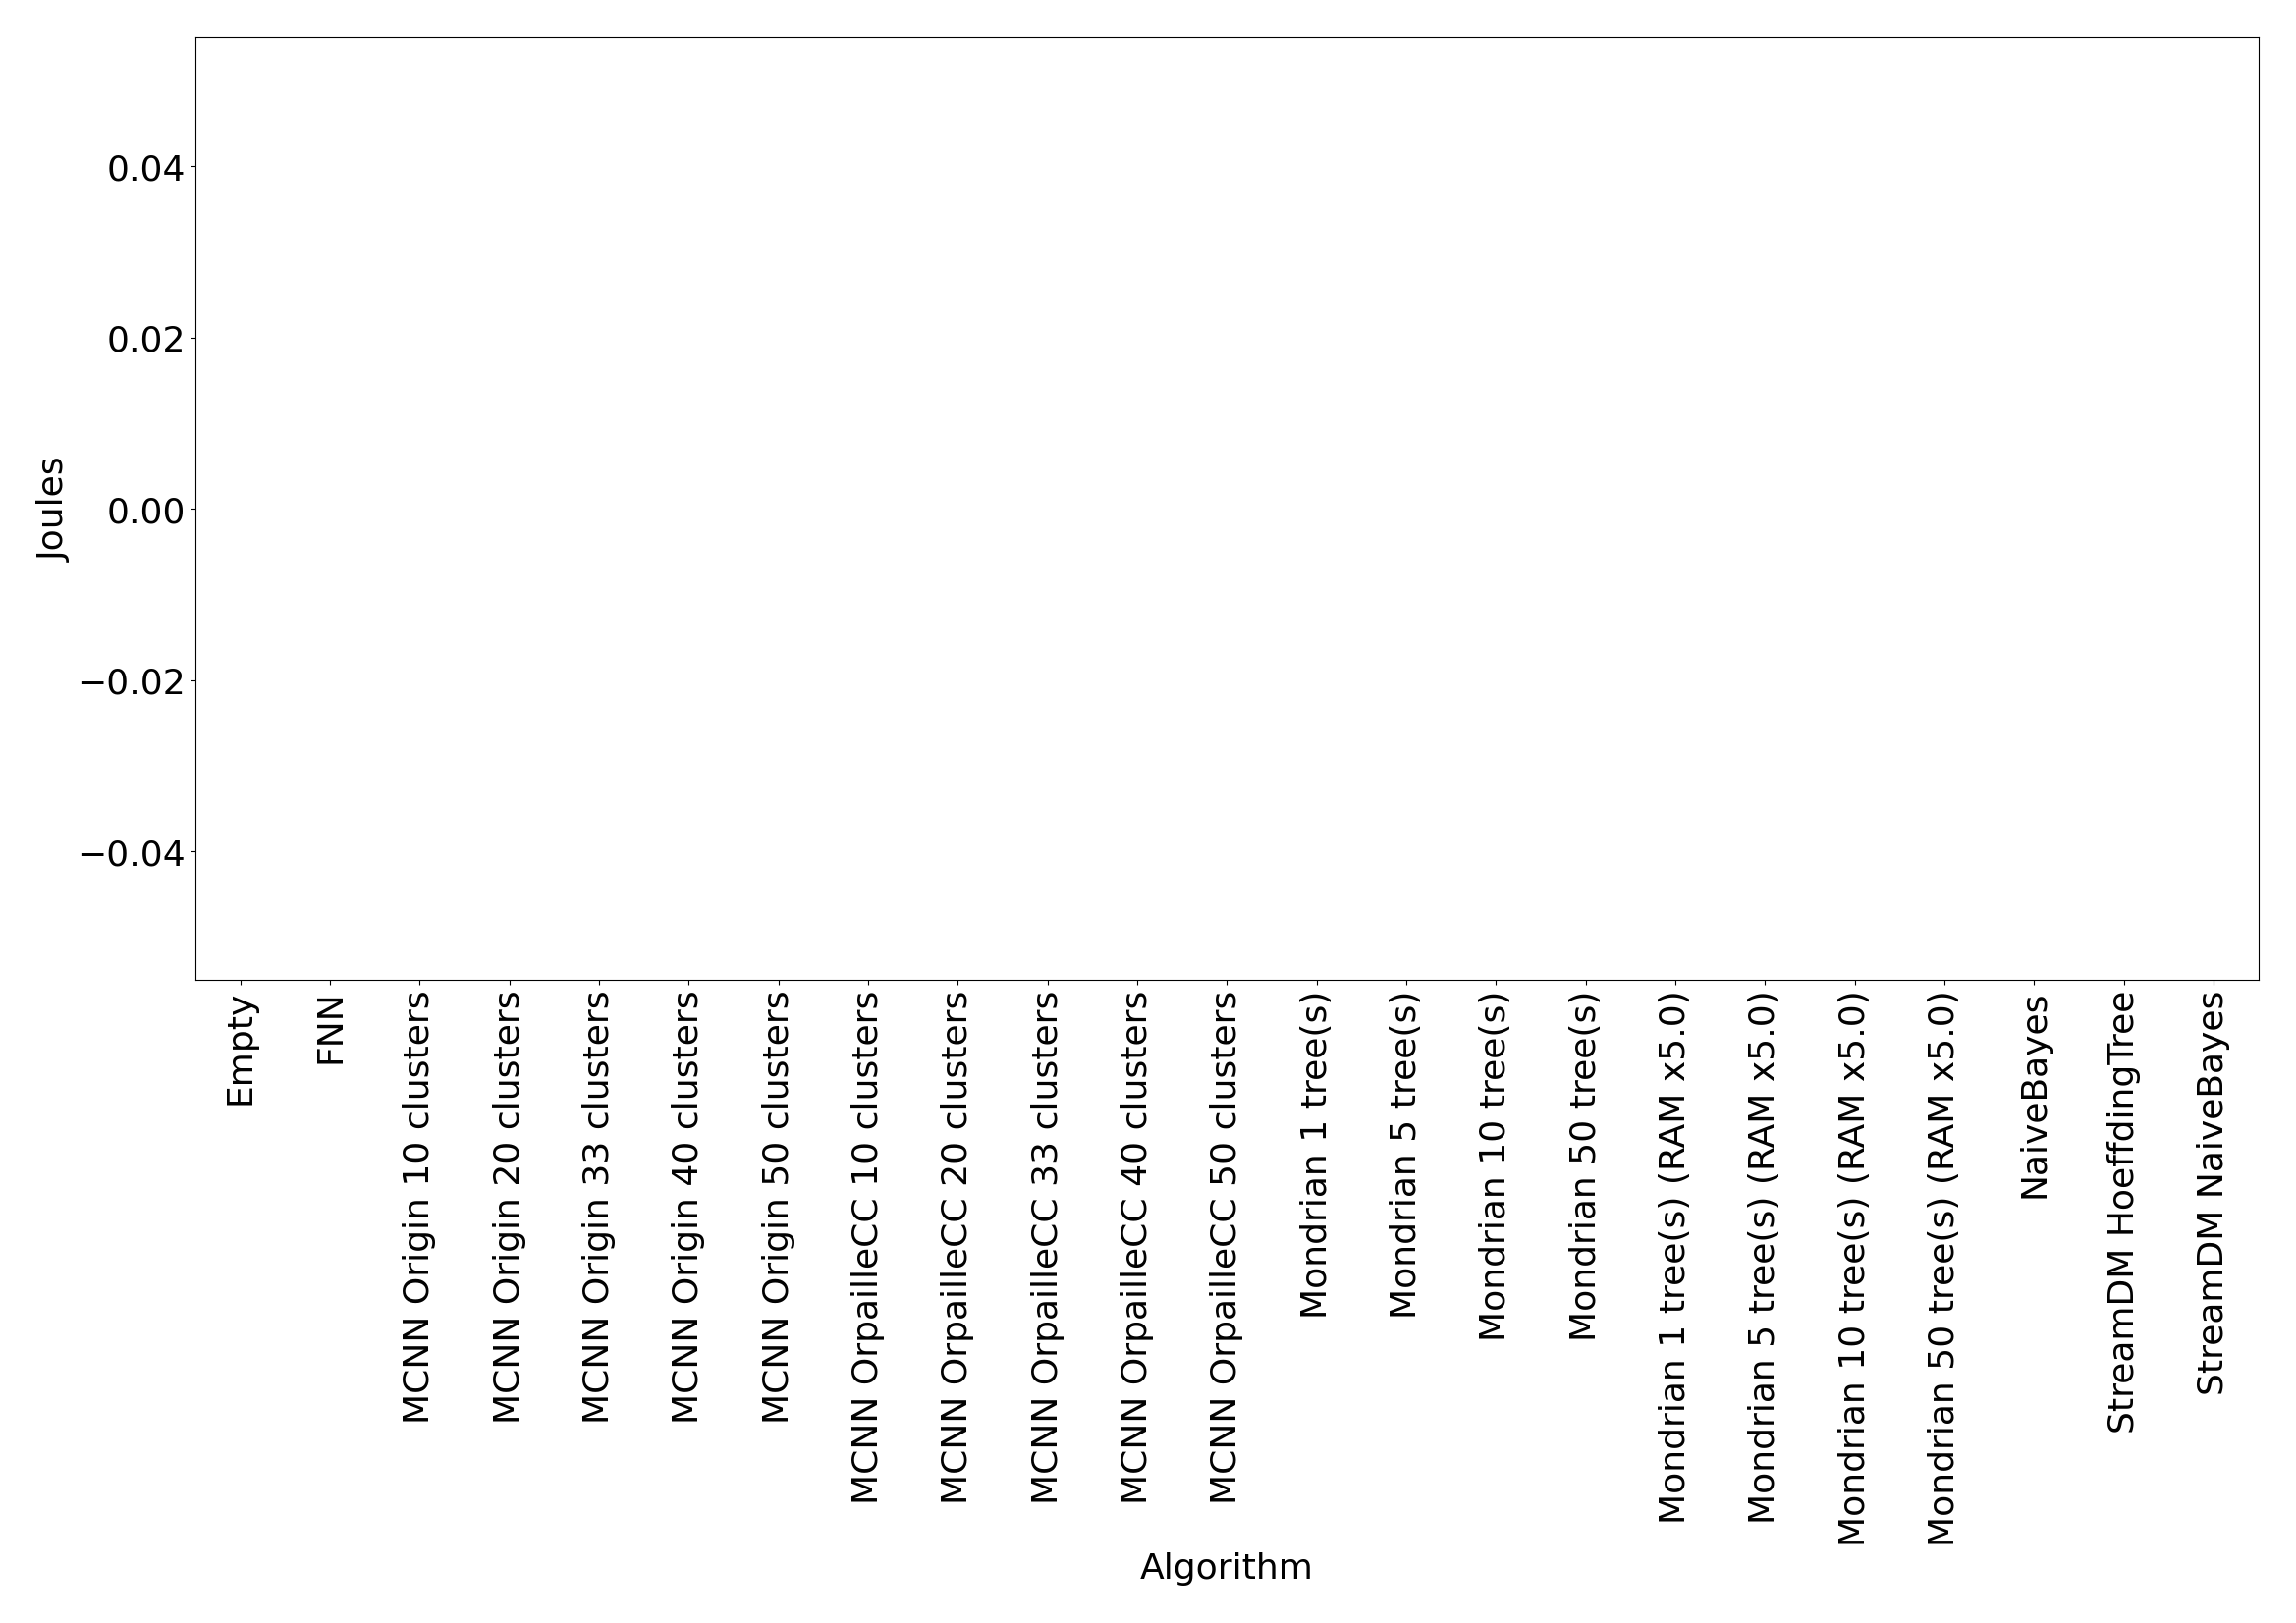 0.04
0.02
0.00
−0.02
−0.04
Joules
Empty
FNN
MCNN Origin 10 clusters
MCNN Origin 20 clusters
MCNN Origin 33 clusters
MCNN Origin 40 clusters
MCNN Origin 50 clusters
MCNN OrpailleCC 10 clusters
MCNN OrpailleCC 20 clusters
MCNN OrpailleCC 33 clusters
MCNN OrpailleCC 40 clusters
MCNN OrpailleCC 50 clusters
Mondrian 1 tree(s)
Mondrian 5 tree(s)
Mondrian 10 tree(s)
Mondrian 50 tree(s)
Mondrian 1 tree(s) (RAM x5.0)
Mondrian 5 tree(s) (RAM x5.0)
Mondrian 10 tree(s) (RAM x5.0)
Mondrian 50 tree(s) (RAM x5.0)
NaiveBayes
StreamDM HoeffdingTree
StreamDM NaiveBayes
Algorithm